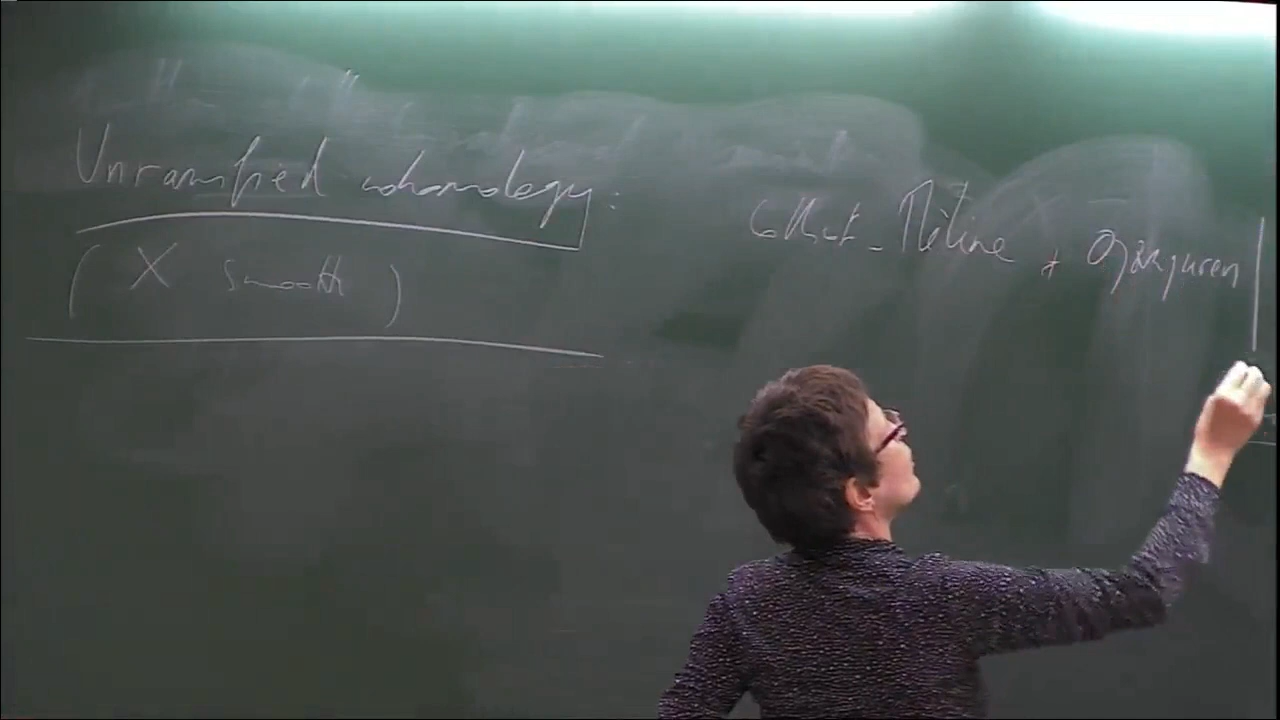 Unramified cohomology:
(X smooth)
Colliot-Thélène + Ojanguren